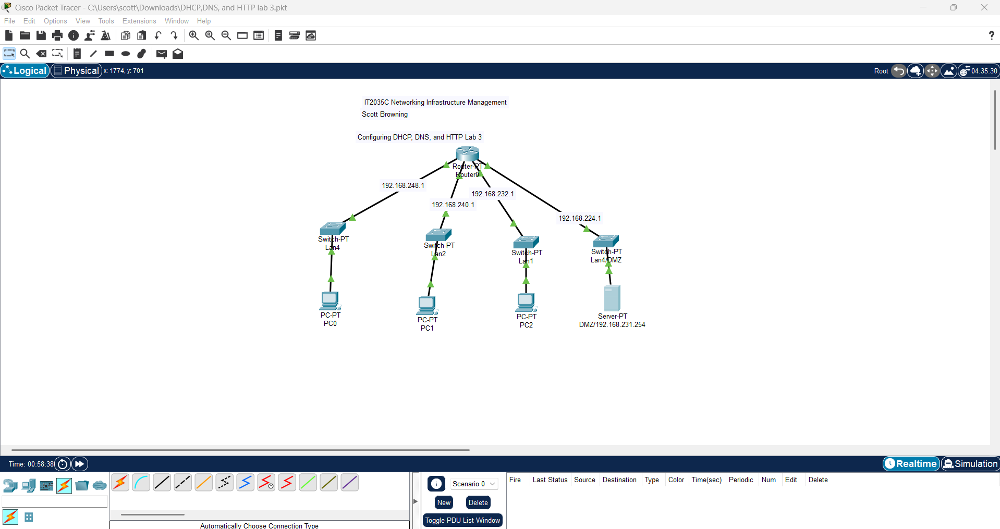 Cisco Packet Tracer - C:\Users\scott\Downloads\DHCP,DNS, and HTTP lab 3.pkt
File Edit Options View Tools Extensions Window Help
?
Logical Physical x: 1774, y: 701 Root 04:35:30
IT2035C Networking Infrastructure Management
Scott Browning
Configuring DHCP, DNS, and HTTP Lab 3
Router-PT
Router0
192.168.248.1
192.168.232.1
192.168.240.1
192.168.224.1
Switch-PT
Lan4
Switch-PT
Lan2
Switch-PT
Lan1
Switch-PT
Lan4/DMZ
PC-PT
PC0
PC-PT
PC1
PC-PT
PC2
Server-PT
DMZ/192.168.231.254
Time: 00:58:38 Realtime Simulation
Scenario 0
New Delete
Toggle PDU List Window
Fire Last Status Source Destination Type Color Time(sec) Periodic Num Edit Delete
Automatically Choose Connection Type